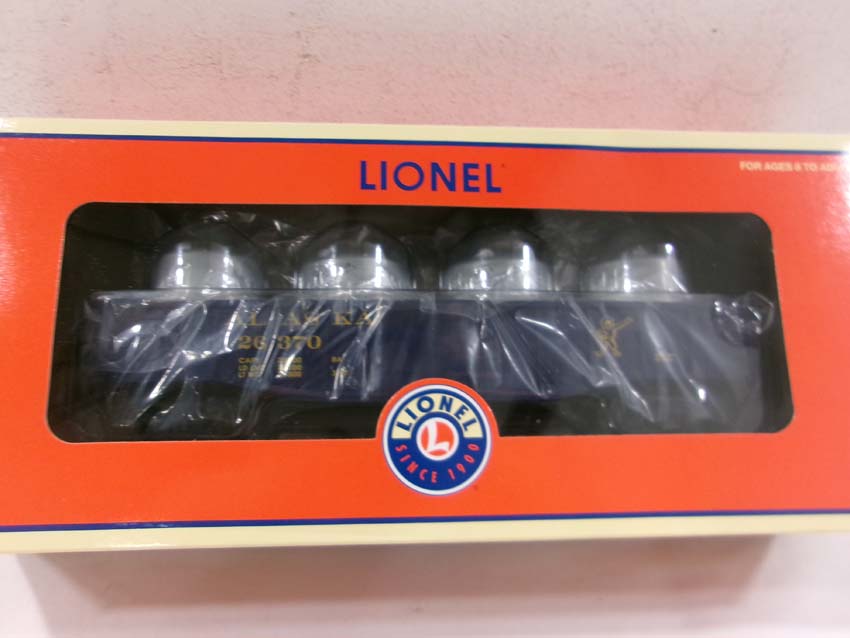 LIONEL
FOR AGES 8 TO
ALASKA
26370
LIONEL
L
SINCE 1900